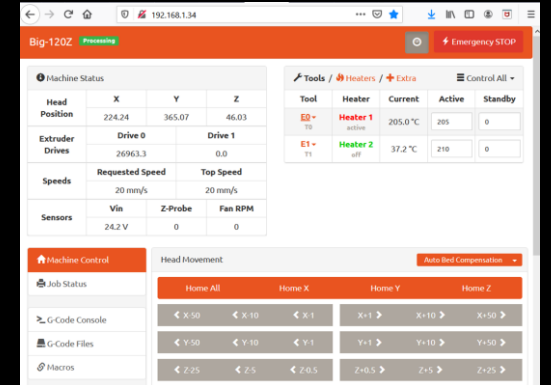 192.168.1.34
Big-120Z Processing
Emergency STOP
Machine Status
Head Position X Y Z
224.24 365.07 46.03
Extruder Drives Drive 0 Drive 1
26963.3 0.0
Speeds Requested Speed Top Speed
20 mm/s 20 mm/s
Sensors Vin Z-Probe Fan RPM
24.2 V 0 0
Tools / Heaters / Extra Control All
Tool Heater Current Active Standby
E0 Heater 1 205.0 °C 205 0
T0 active
E1 Heater 2 37.2 °C 210 0
T1 off
Machine Control
Job Status
G-Code Console
G-Code Files
Macros
Head Movement Auto Bed Compensation
Home All Home X Home Y Home Z
X-50 X-10 X-1 X+1 X+10 X+50
Y-50 Y-10 Y-1 Y+1 Y+10 Y+50
Z-25 Z-5 Z-0.5 Z+0.5 Z+5 Z+25